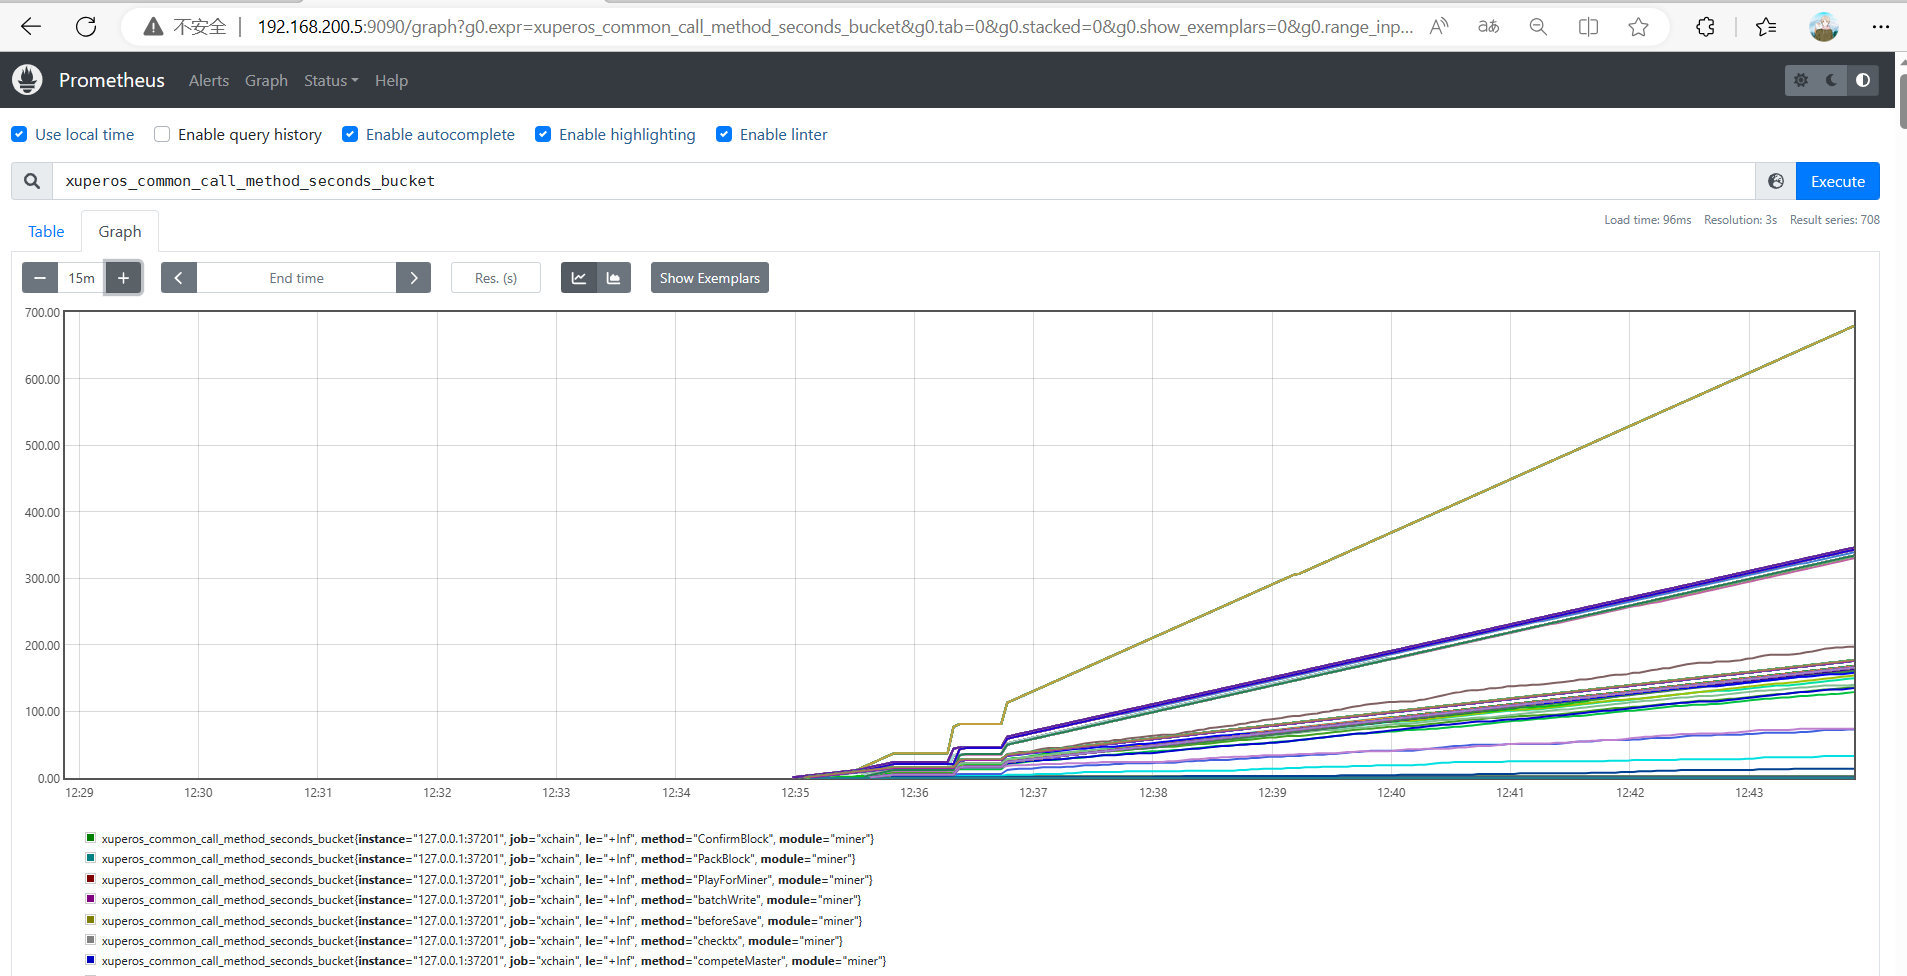 不安全 192.168.200.5:9090/graph?g0.expr=xuperos_common_call_method_seconds_bucket&g0.tab=0&g0.stacked=0&g0.show_exemplars=0&g0.range_inp...
Prometheus Alerts Graph Status Help
Use local time Enable query history Enable autocomplete Enable highlighting Enable linter
xuperos_common_call_method_seconds_bucket Execute
Table Graph Load time: 96ms Resolution: 3s Result series: 708
15m End time Res. (s) Show Exemplars
700.00
600.00
500.00
400.00
300.00
200.00
100.00
0.00
12:29 12:30 12:31 12:32 12:33 12:34 12:35 12:36 12:37 12:38 12:39 12:40 12:41 12:42 12:43
xuperos_common_call_method_seconds_bucket{instance="127.0.0.1:37201", job="xchain", le="+Inf", method="ConfirmBlock", module="miner"}
xuperos_common_call_method_seconds_bucket{instance="127.0.0.1:37201", job="xchain", le="+Inf", method="PackBlock", module="miner"}
xuperos_common_call_method_seconds_bucket{instance="127.0.0.1:37201", job="xchain", le="+Inf", method="PlayForMiner", module="miner"}
xuperos_common_call_method_seconds_bucket{instance="127.0.0.1:37201", job="xchain", le="+Inf", method="batchWrite", module="miner"}
xuperos_common_call_method_seconds_bucket{instance="127.0.0.1:37201", job="xchain", le="+Inf", method="beforeSave", module="miner"}
xuperos_common_call_method_seconds_bucket{instance="127.0.0.1:37201", job="xchain", le="+Inf", method="checktx", module="miner"}
xuperos_common_call_method_seconds_bucket{instance="127.0.0.1:37201", job="xchain", le="+Inf", method="competeMaster", module="miner"}